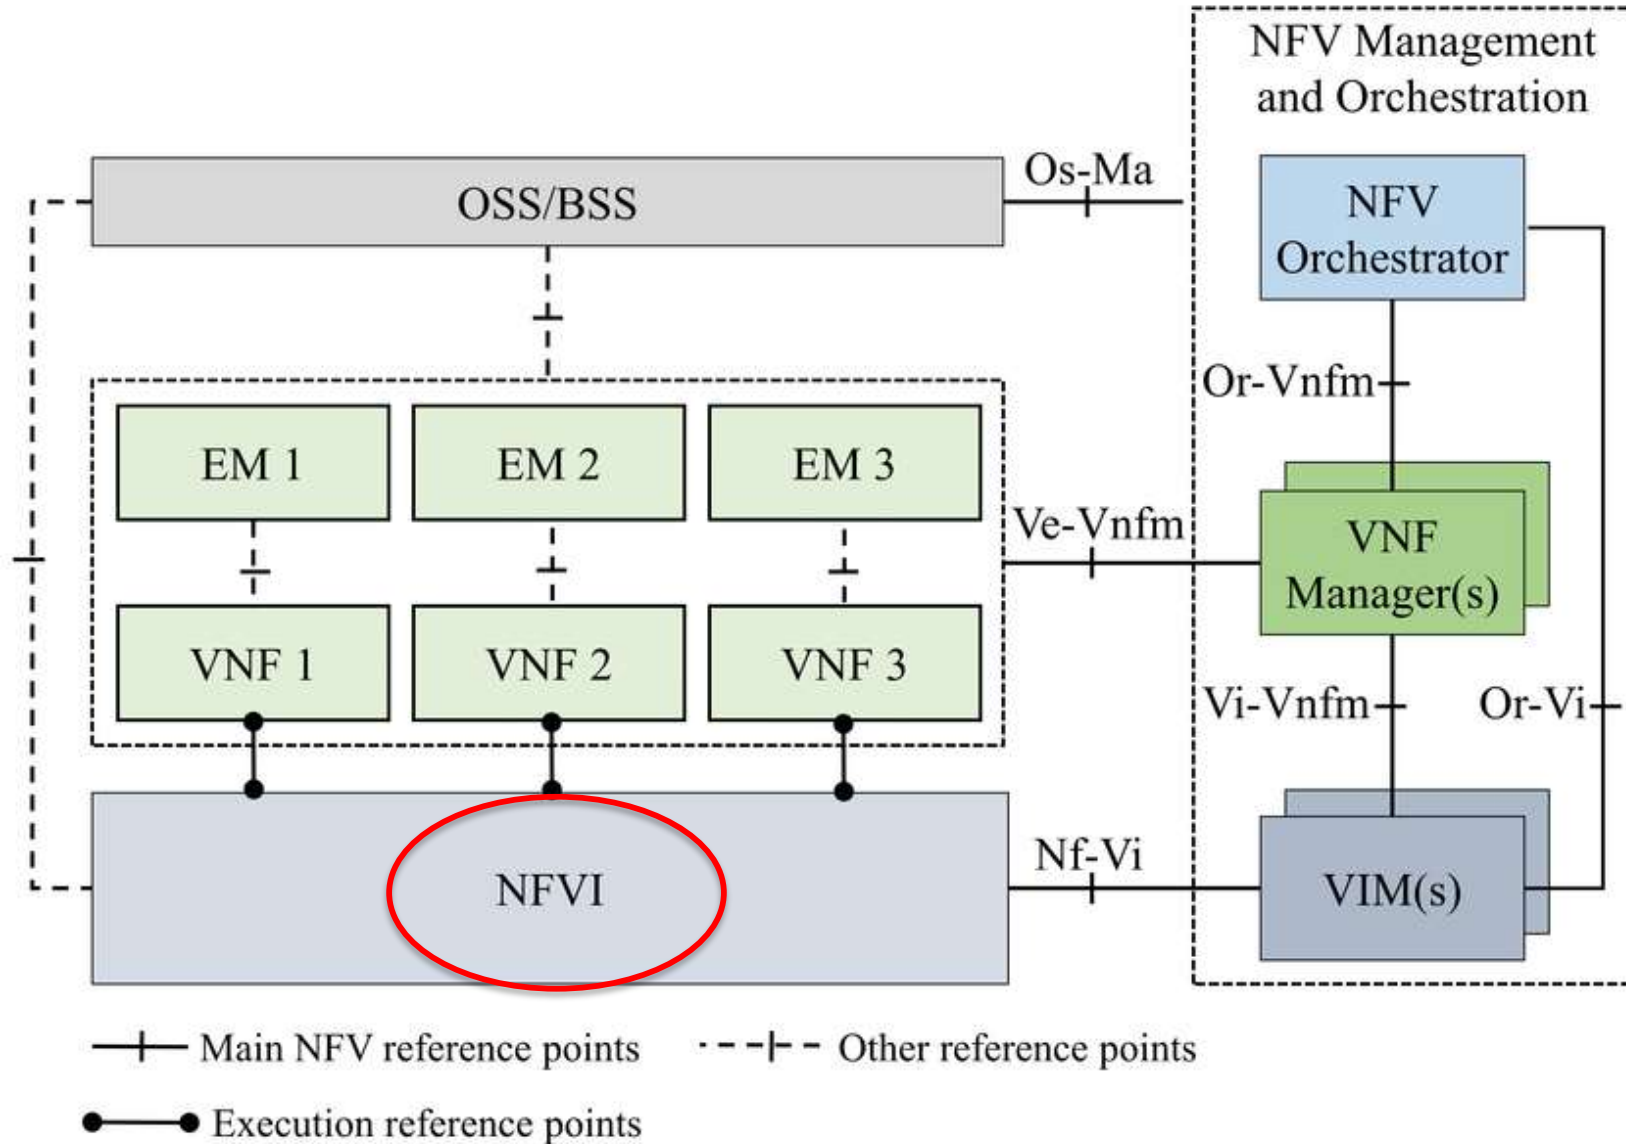 NFV Management
and Orchestration
OSS/BSS
Os-Ma
NFV
Orchestrator
Or-Vnfm
EM 1
EM 2
EM 3
Ve-Vnfm
VNF
Manager(s)
VNF 1
VNF 2
VNF 3
Vi-Vnfm
Or-Vi
NFVI
Nf-Vi
VIM(s)
Main NFV reference points
Other reference points
Execution reference points